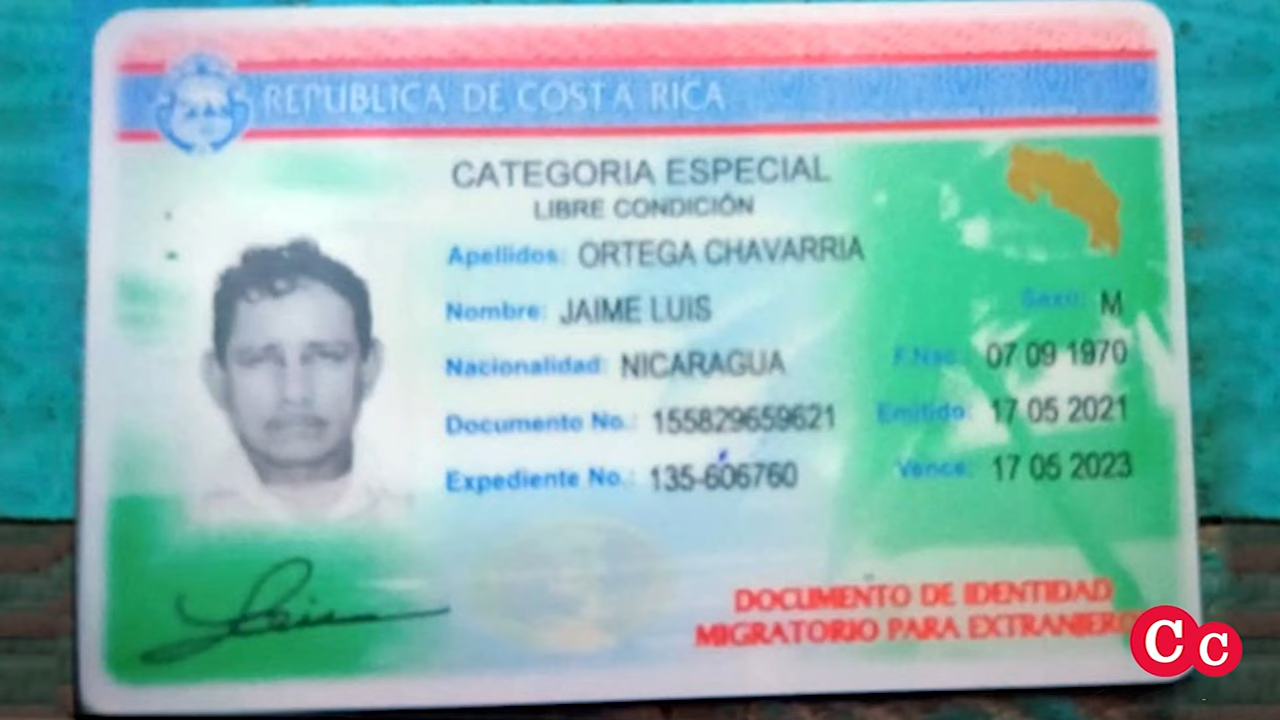 REPUBLICA DE COSTA RICA
CATEGORIA ESPECIAL
LIBRE CONDICIÓN
Apellidos: ORTEGA CHAVARRIA
Nombre: JAIME LUIS Sexo: M
Nacionalidad: NICARAGUA F.Nac.: 07 09 1970
Documento No.: 155829659621 Emitido: 17 05 2021
Expediente No.: 135-606760 Vence: 17 05 2023
DOCUMENTO DE IDENTIDAD
MIGRATORIO PARA EXTRANJERO
Cc